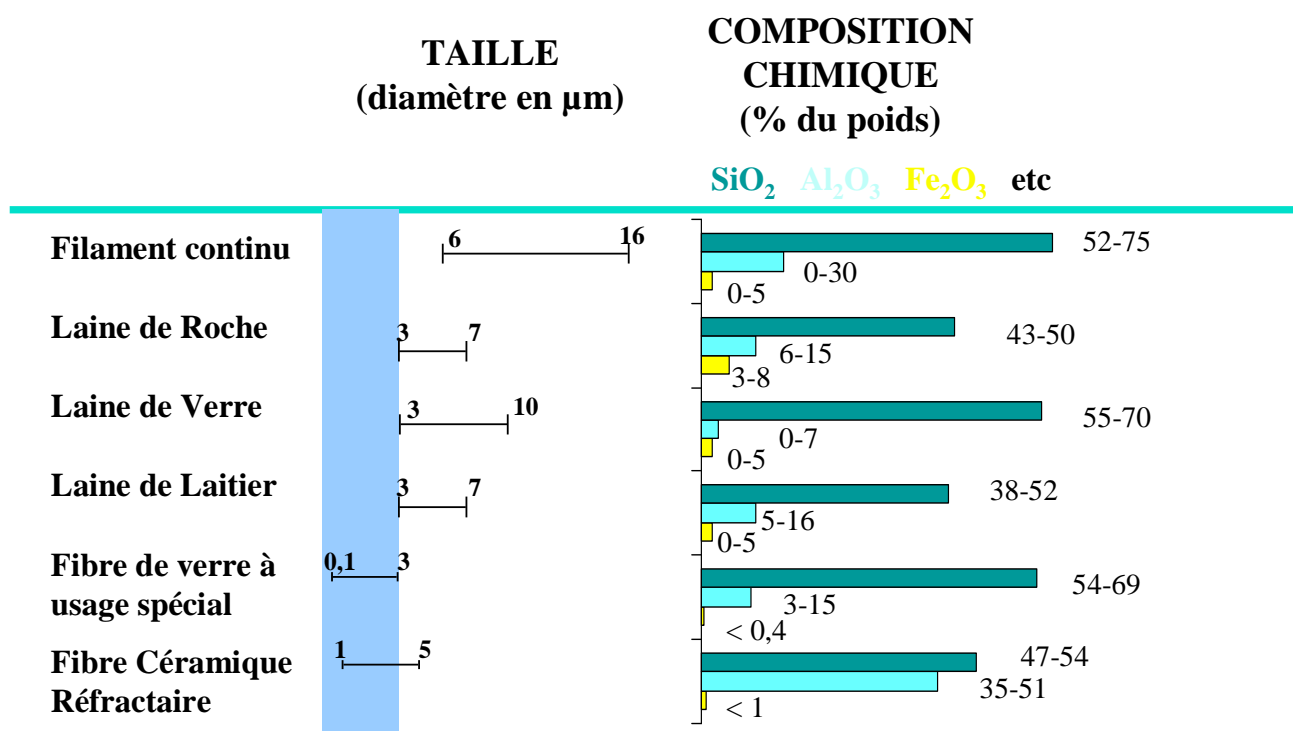 TAILLE
(diamètre en µm)
COMPOSITION
CHIMIQUE
(% du poids)
SiO₂ Al₂O₃ Fe₂O₃ etc
Filament continu
6 16
52-75
0-30
0-5
Laine de Roche
3 7
43-50
6-15
3-8
Laine de Verre
3 10
55-70
0-7
0-5
Laine de Laitier
3 7
38-52
5-16
0-5
Fibre de verre à
usage spécial
0,1 3
54-69
3-15
< 0,4
Fibre Céramique
Réfractaire
1 5
47-54
35-51
< 1